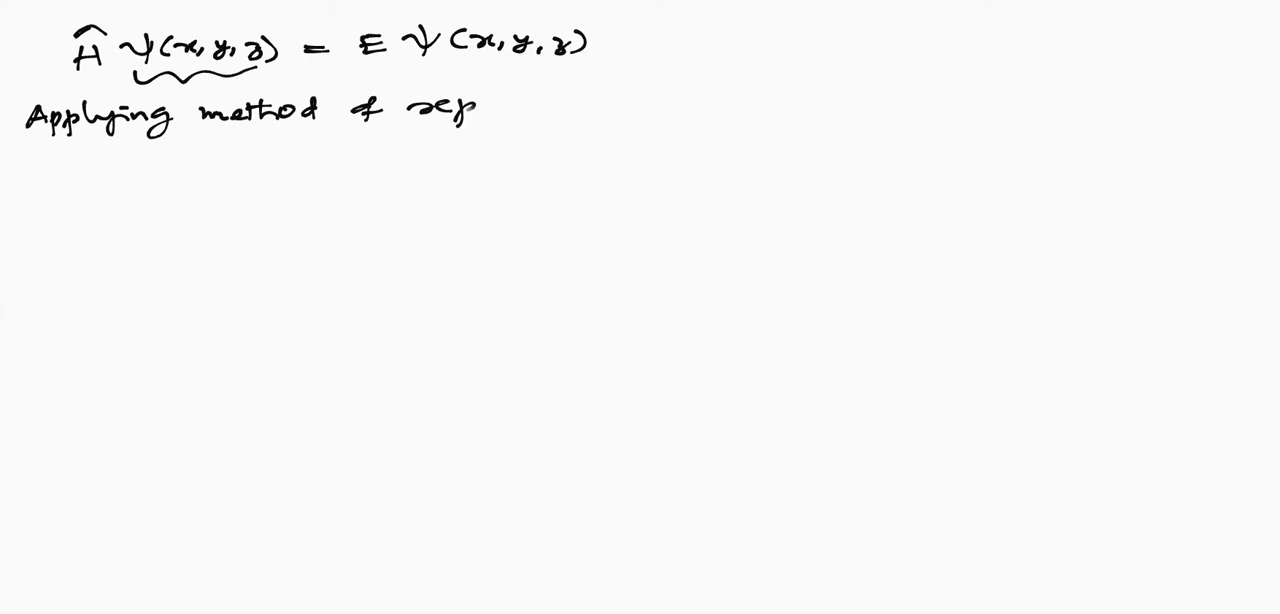 Ĥ ψ(x, y, z) = E ψ(x, y, z)
Applying method of sep